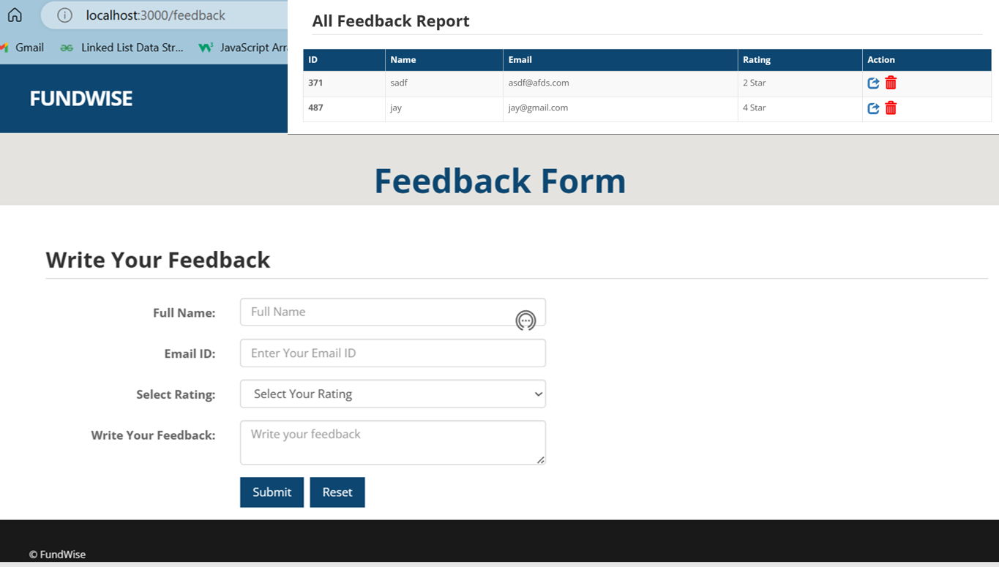 localhost:3000/feedback
Gmail Linked List Data Str... JavaScript Arr
FUNDWISE
All Feedback Report
ID Name Email Rating Action
371 sadf asdf@afds.com 2 Star
487 jay jay@gmail.com 4 Star
Feedback Form
Write Your Feedback
Full Name: Full Name
Email ID: Enter Your Email ID
Select Rating: Select Your Rating
Write Your Feedback: Write your feedback
Submit Reset
© FundWise